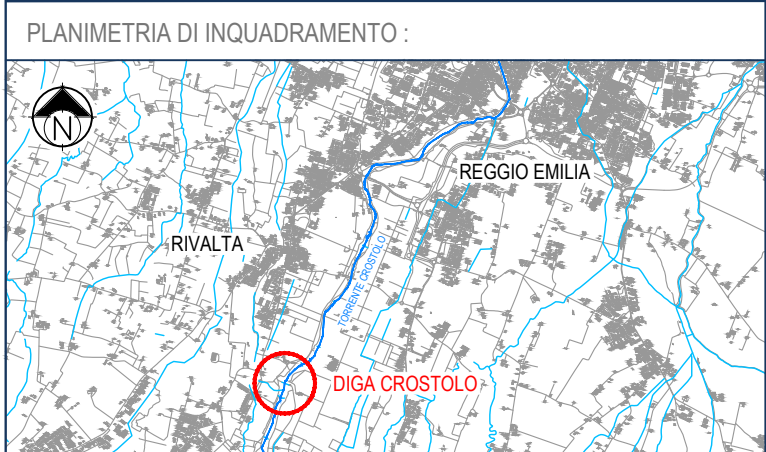 PLANIMETRIA DI INQUADRAMENTO :
N
REGGIO EMILIA
RIVALTA
TORRENTE CROSTOLO
DIGA CROSTOLO